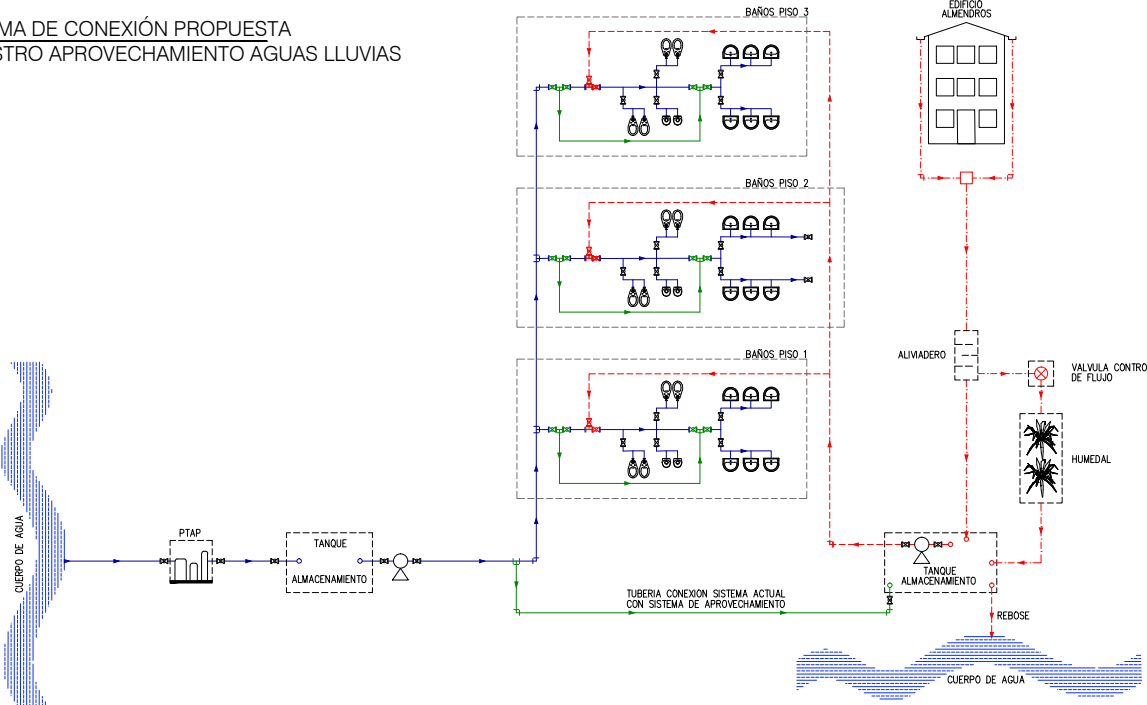 MA DE CONEXIÓN PROPUESTA
STRO APROVECHAMIENTO AGUAS LLUVIAS
BAÑOS PISO 3
EDIFICIO
ALMENDROS
BAÑOS PISO 2
BAÑOS PISO 1
ALIVIADERO
VALVULA CONTRO
DE FLUJO
HUMEDAL
CUERPO DE AGUA
PTAP
TANQUE
ALMACENAMIENTO
TANQUE
ALMACENAMIENTO
TUBERIA CONEXION SISTEMA ACTUAL
CON SISTEMA DE APROVECHAMIENTO
REBOSE
CUERPO DE AGUA